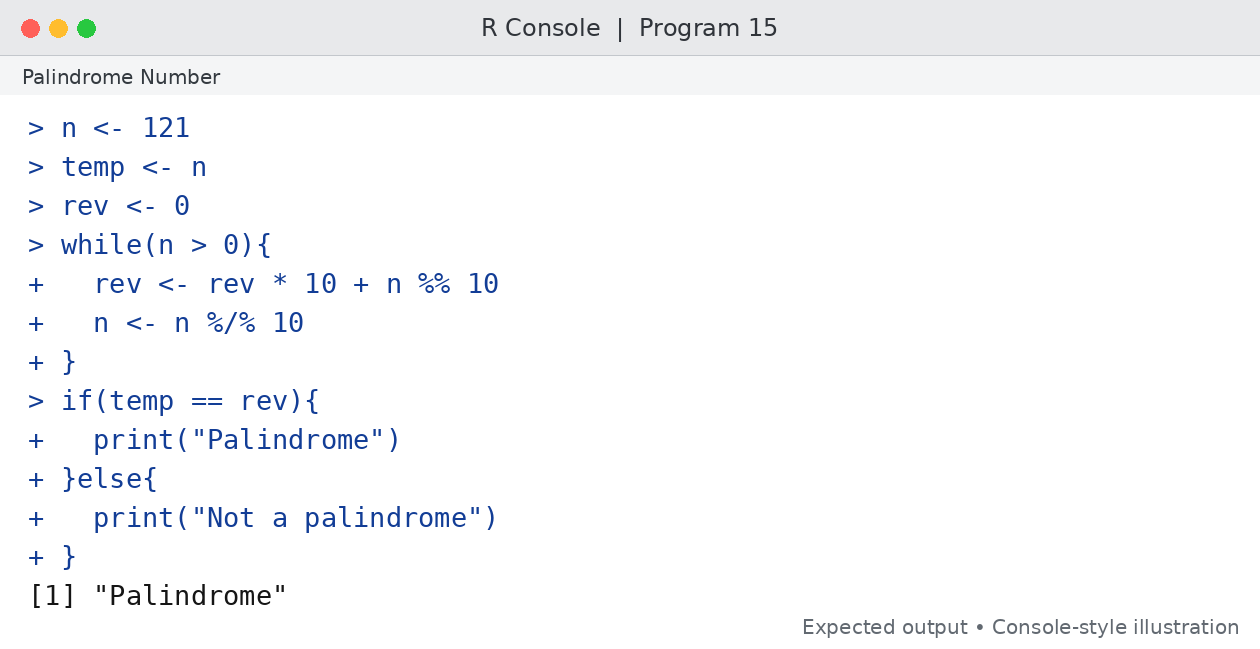 R Console | Program 15
Palindrome Number
> n <- 121
> temp <- n
> rev <- 0
> while(n > 0){
+   rev <- rev * 10 + n %% 10
+   n <- n %/% 10
+ }
> if(temp == rev){
+   print("Palindrome")
+ }else{
+   print("Not a palindrome")
+ }
[1] "Palindrome"
Expected output • Console-style illustration